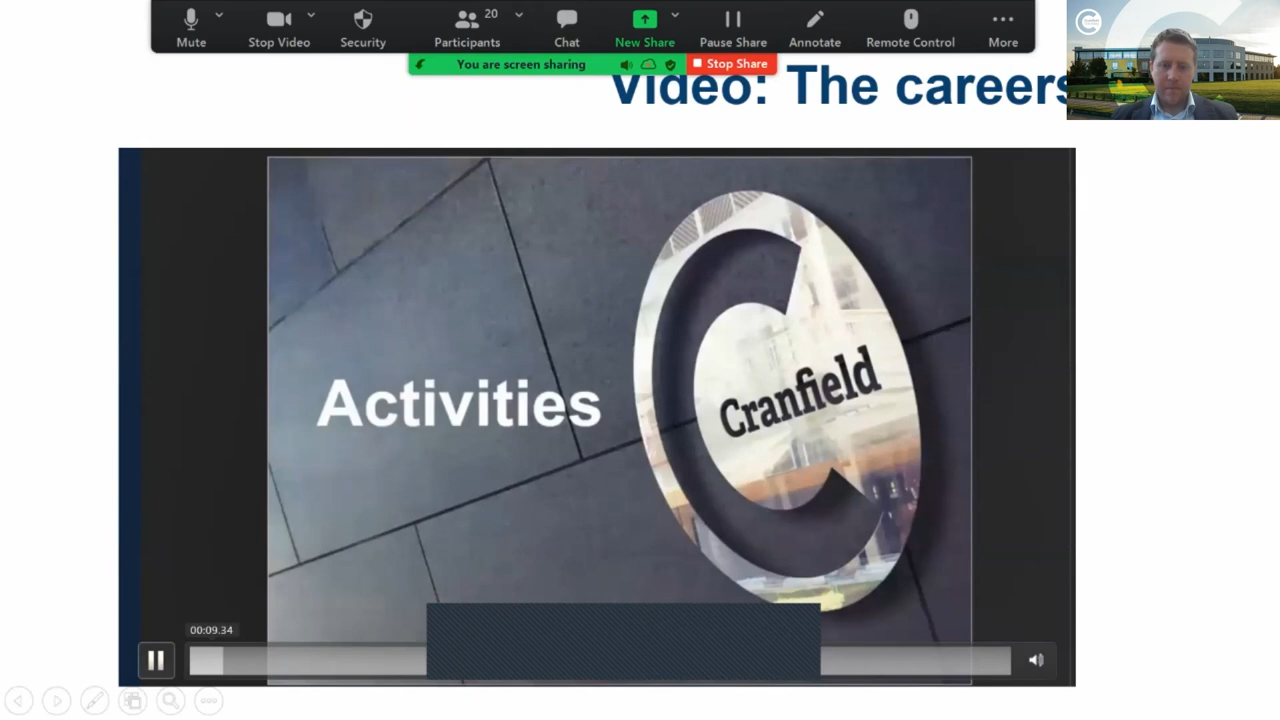 20
Mute
Stop Video
Security
Participants
Chat
New Share
Pause Share
Annotate
Remote Control
More
You are screen sharing
Stop Share
Video: The careers
Activities
Cranfield
00:09.34